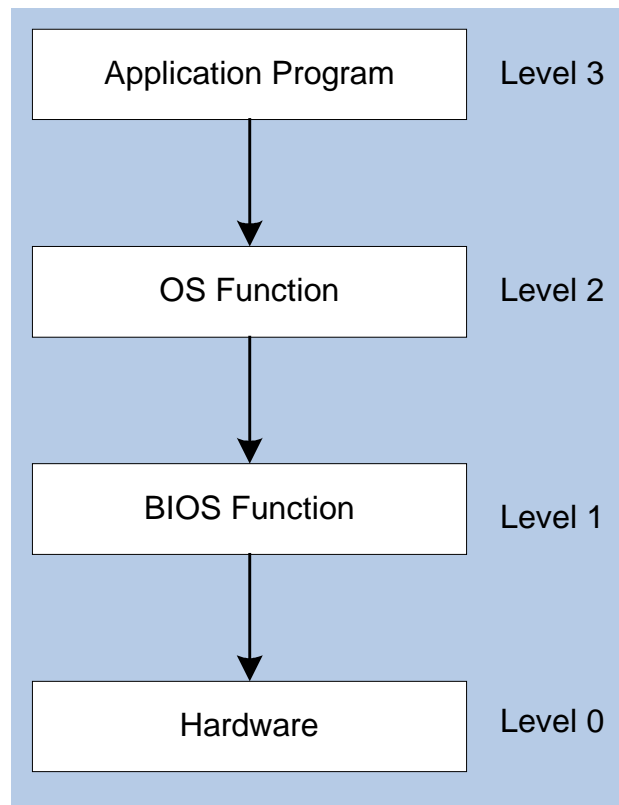 Application Program Level 3
OS Function Level 2
BIOS Function Level 1
Hardware Level 0